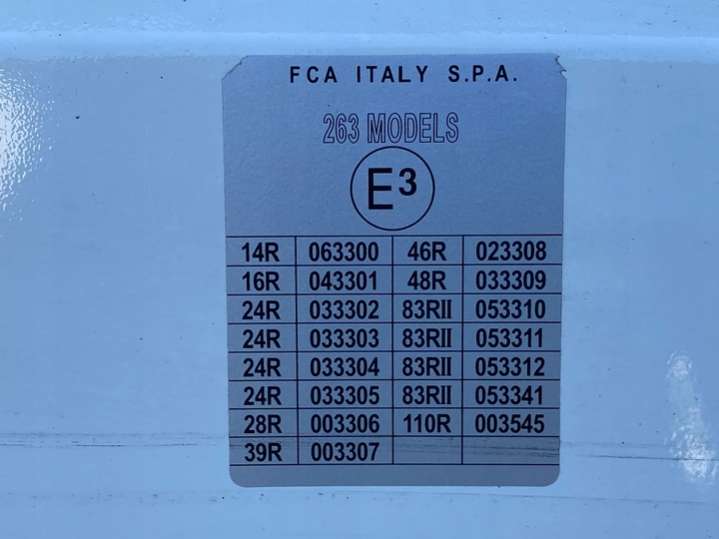 FCA ITALY S.P.A.
263 MODELS
E3
14R 063300 46R 023308
16R 043301 48R 033309
24R 033302 83RII 053310
24R 033303 83RII 053311
24R 033304 83RII 053312
24R 033305 83RII 053341
28R 003306 110R 003545
39R 003307